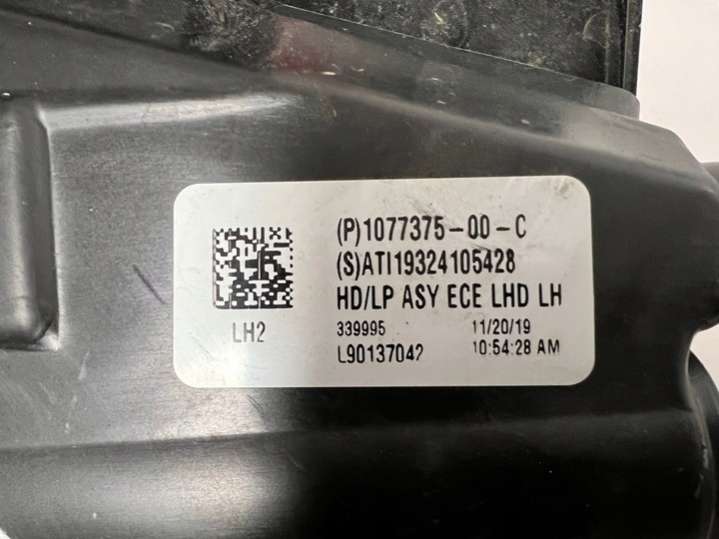 (P)1077375-00-C
(S)ATI19324105428
HD/LP ASY ECE LHD LH
LH2
339995 11/20/19
L90137042 10:54:28 AM